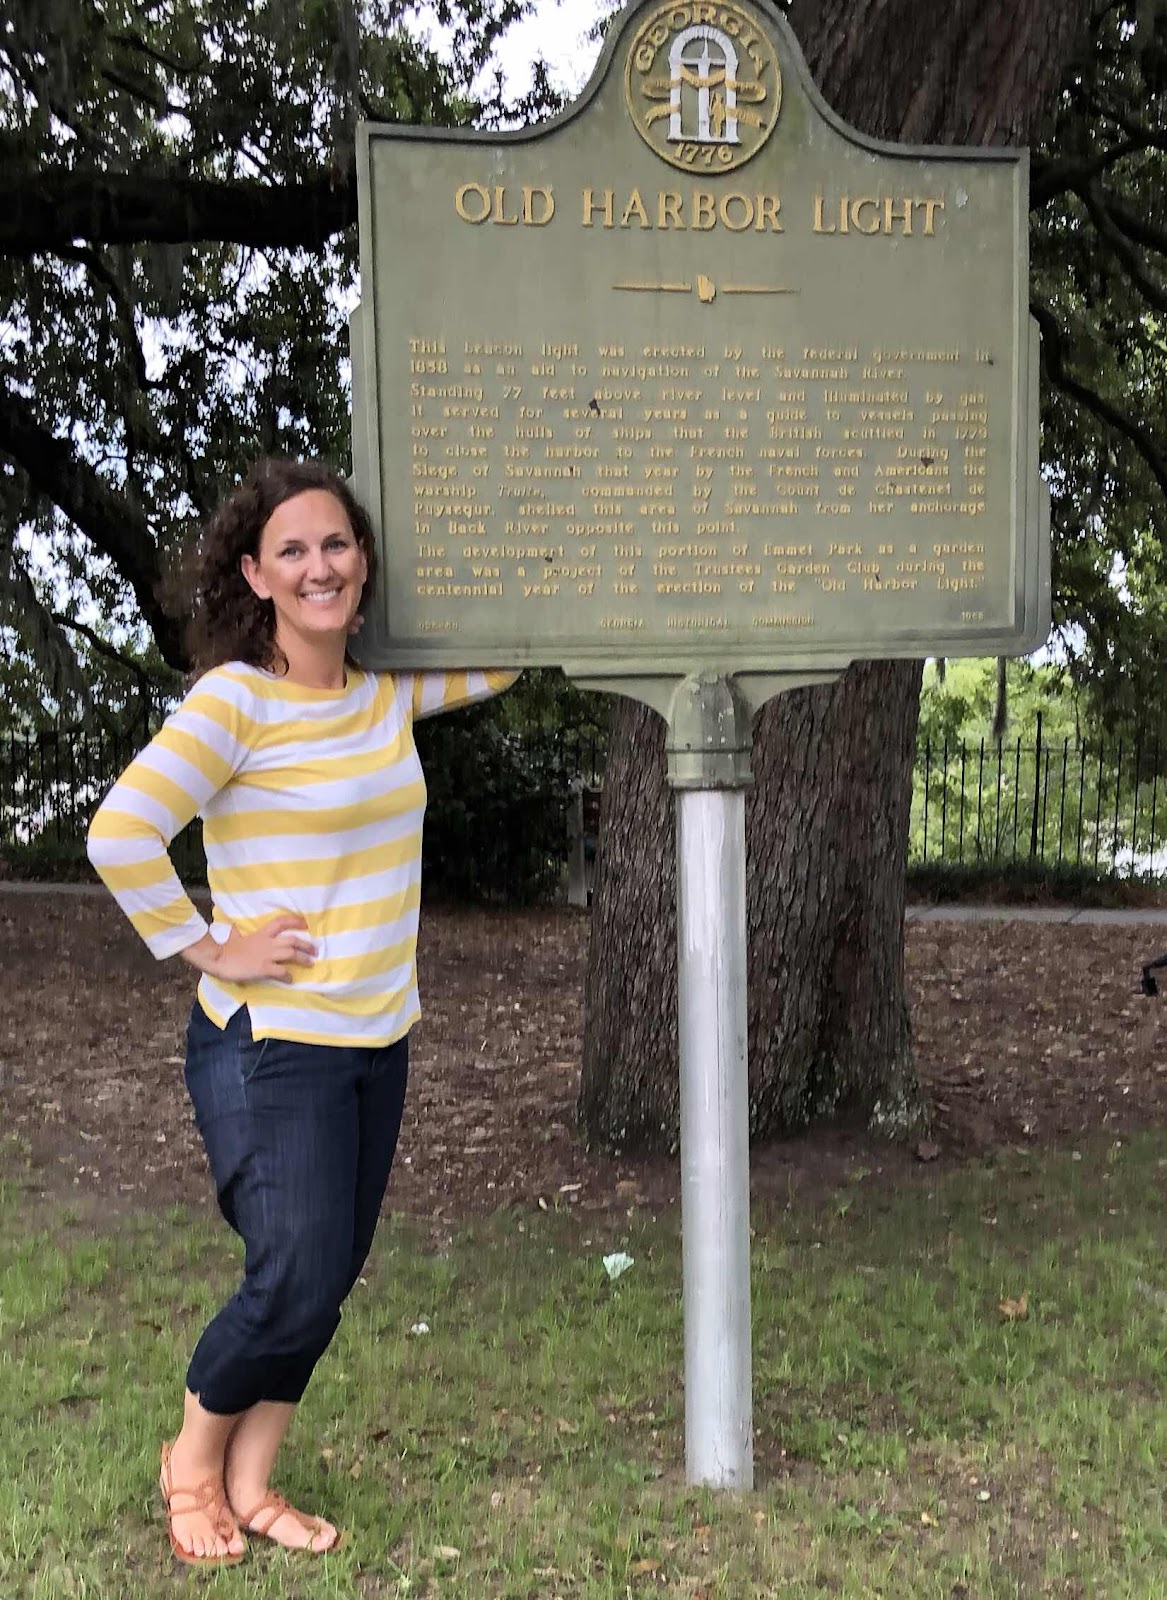 GEORGIA
1776
OLD HARBOR LIGHT
This beacon light was erected by the federal government in
1858 as an aid to navigation of the Savannah River.
Standing 77 feet above river level and illuminated by gas
it served for several years as a guide to vessels passing
over the hulls of ships that the British scuttled in 1779
to close the harbor to the French naval forces. During the
Siege of Savannah that year by the French and Americans the
warship Truite, commanded by the Count de Chastenet de
Puysegur, shelled this area of Savannah from her anchorage
in Back River opposite this point.
The development of this portion of Emmet Park as a garden
area was a project of the Trustees Garden Club during the
centennial year of the erection of the "Old Harbor Light."
GEORGIA HISTORICAL COMMISSION